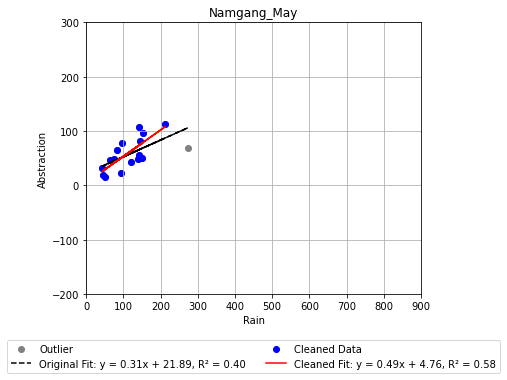 Namgang_May
300
200
100
0
−100
−200
Abstraction
0 100 200 300 400 500 600 700 800 900
Rain
Outlier
Original Fit: y = 0.31x + 21.89, R² = 0.40
Cleaned Data
Cleaned Fit: y = 0.49x + 4.76, R² = 0.58